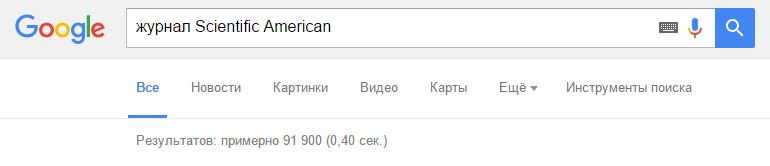 Google журнал Scientific American
Все Новости Картинки Видео Карты Ещё Инструменты поиска
Результатов: примерно 91 900 (0,40 сек.)